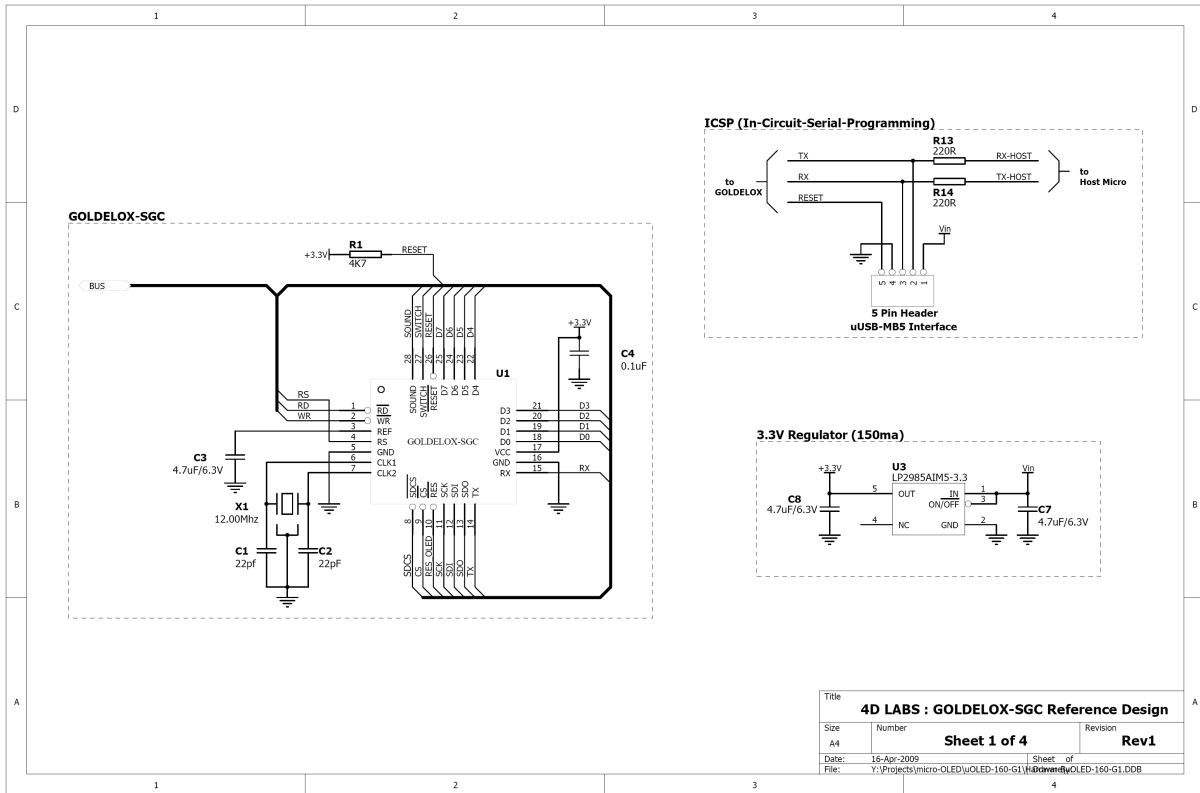 1 2 3 4
D D
C C
B B
A A
ICSP (In-Circuit-Serial-Programming)
R13
220R
TX RX-HOST
RX TX-HOST
R14
220R
RESET
to
GOLDELOX
to
Host Micro
Vin
5 4 3 2 1
5 Pin Header
uUSB-MB5 Interface
GOLDELOX-SGC
+3.3V
R1
4K7
RESET
BUS
SOUND SWITCH RESET D7 D6 D5 D4
28 27 26 25 24 23 22
SOUND SWITCH RESET D7 D6 D5 D4
+3.3V
C4
0.1uF
U1
GOLDELOX-SGC
RS
RD 1 RD
WR 2 WR
3 REF
4 RS
5 GND
6 CLK1
7 CLK2
D3 21 D3
D2 20 D2
D1 19 D1
D0 18 D0
VCC 17
GND 16
RX 15 RX
SDCS CS RES SCK SDI SDO TX
8 9 10 11 12 13 14
SDCS CS RES_OLED SCK SDI SDO TX
C3
4.7uF/6.3V
X1
12.00Mhz
C1
22pf
C2
22pF
3.3V Regulator (150ma)
+3.3V
U3
LP2985AIM5-3.3
Vin
5 OUT IN 1
ON/OFF 3
4 NC GND 2
C8
4.7uF/6.3V
C7
4.7uF/6.3V
Title
4D LABS : GOLDELOX-SGC Reference Design
Size Number Revision
A4 Sheet 1 of 4 Rev1
Date: 16-Apr-2009 Sheet of
File: Y:\Projects\micro-OLED\uOLED-160-G1\
1 2 3 4